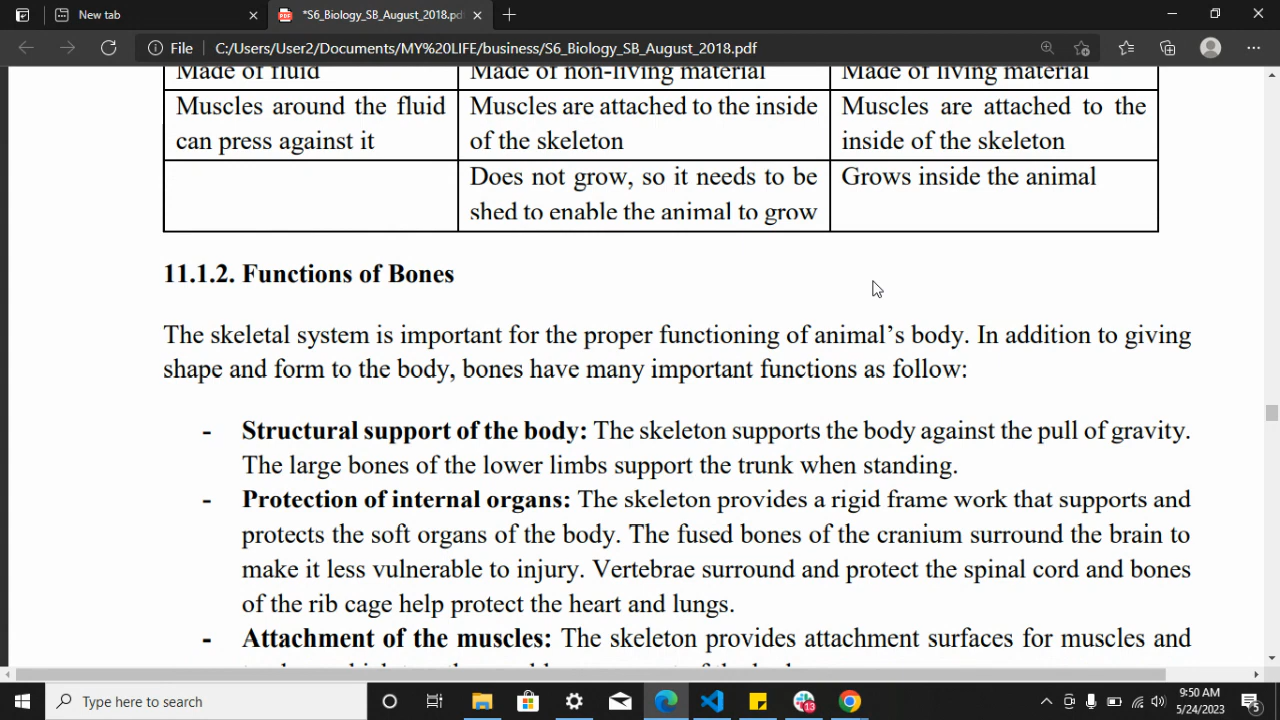 New tab
*S6_Biology_SB_August_2018.pd
File
C:/Users/User2/Documents/MY%20LIFE/business/S6_Biology_SB_August_2018.pdf
Made of fluid
Made of non-living material
Made of living material
Muscles around the fluid
can press against it
Muscles are attached to the inside
of the skeleton
Muscles are attached to the
inside of the skeleton
Does not grow, so it needs to be
shed to enable the animal to grow
Grows inside the animal
11.1.2. Functions of Bones
The skeletal system is important for the proper functioning of animal's body. In addition to giving
shape and form to the body, bones have many important functions as follow:
- Structural support of the body: The skeleton supports the body against the pull of gravity.
The large bones of the lower limbs support the trunk when standing.
- Protection of internal organs: The skeleton provides a rigid frame work that supports and
protects the soft organs of the body. The fused bones of the cranium surround the brain to
make it less vulnerable to injury. Vertebrae surround and protect the spinal cord and bones
of the rib cage help protect the heart and lungs.
- Attachment of the muscles: The skeleton provides attachment surfaces for muscles and
Type here to search
13
9:50 AM
5/24/2023
5